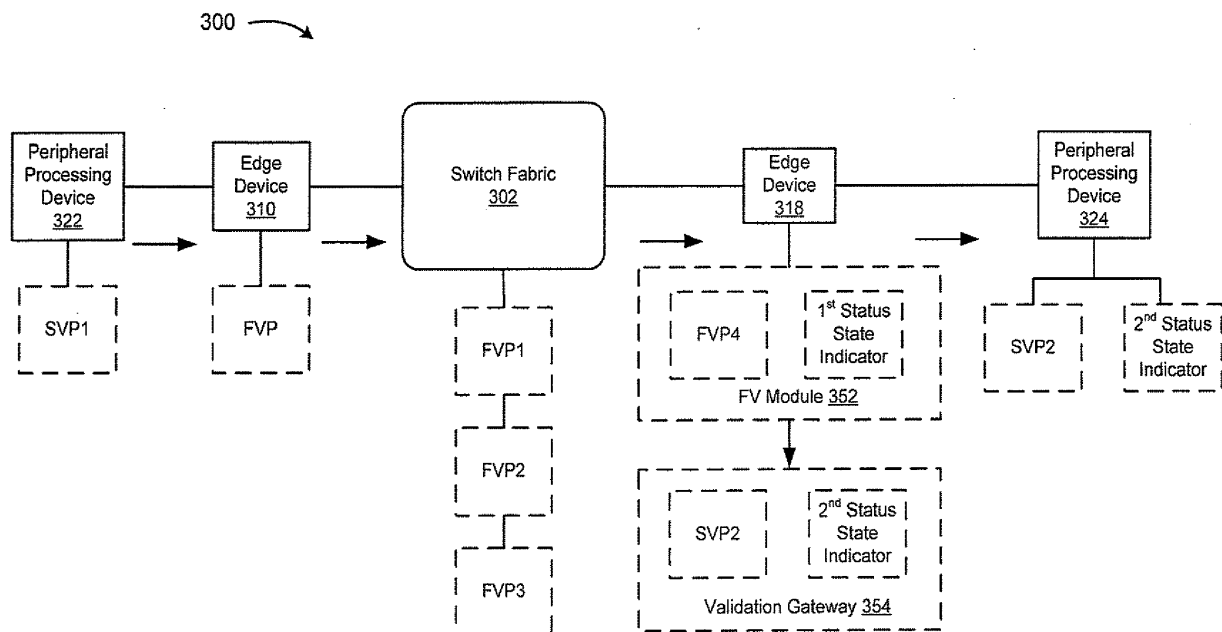 300
Peripheral
Processing
Device
322
Edge
Device
310
Switch Fabric
302
Edge
Device
318
Peripheral
Processing
Device
324
SVP1
FVP
FVP1
FVP2
FVP3
FVP4
1st Status
State
Indicator
FV Module 352
SVP2
2nd Status
State
Indicator
Validation Gateway 354
SVP2
2nd Status
State
Indicator